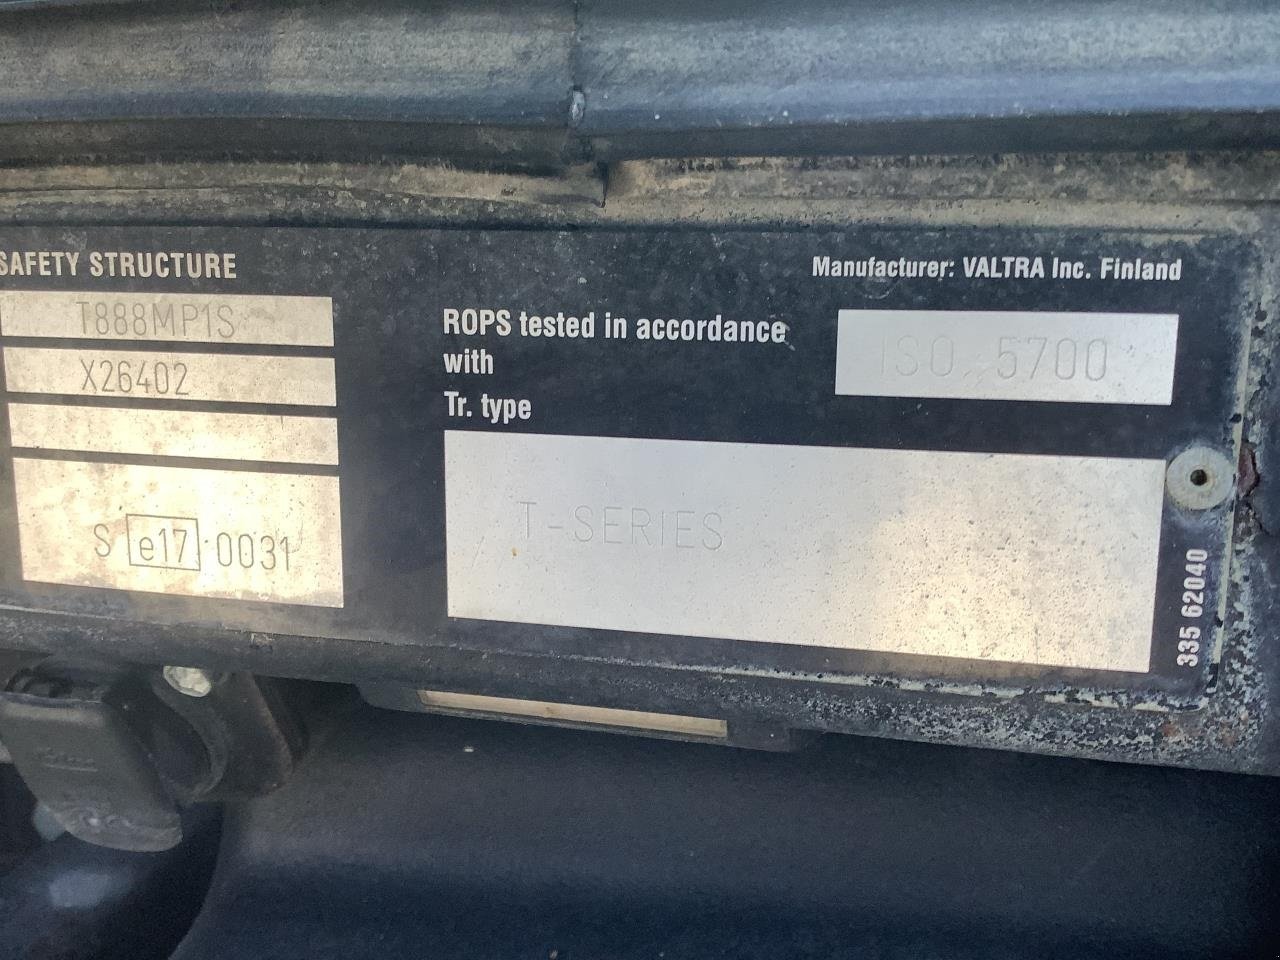 SAFETY STRUCTURE
T888MP1S
X26402
S e17 0031
Manufacturer: VALTRA Inc. Finland
ROPS tested in accordance
with
ISO 5700
Tr. type
T-SERIES
335 62040